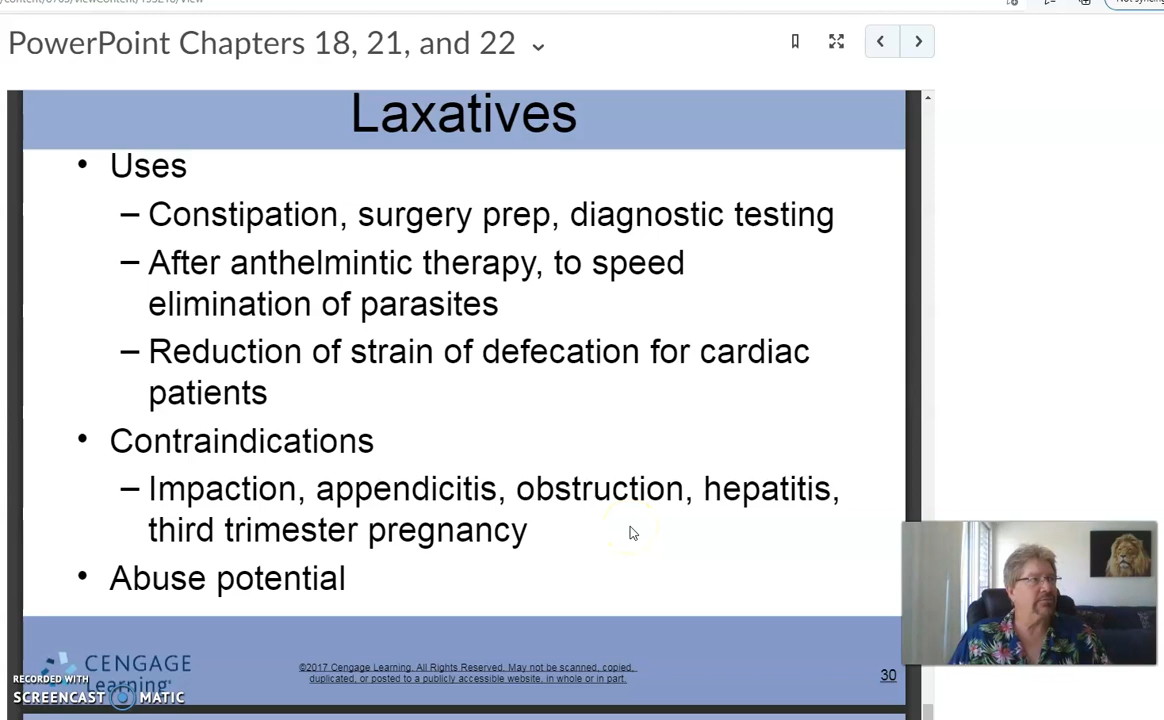 PowerPoint Chapters 18, 21, and 22
Laxatives
• Uses
– Constipation, surgery prep, diagnostic testing
– After anthelmintic therapy, to speed
elimination of parasites
– Reduction of strain of defecation for cardiac
patients
• Contraindications
– Impaction, appendicitis, obstruction, hepatitis,
third trimester pregnancy
• Abuse potential
CENGAGE
Learning®
©2017 Cengage Learning. All Rights Reserved. May not be scanned, copied,
duplicated, or posted to a publicly accessible website, in whole or in part.
30
RECORDED WITH
SCREENCAST MATIC